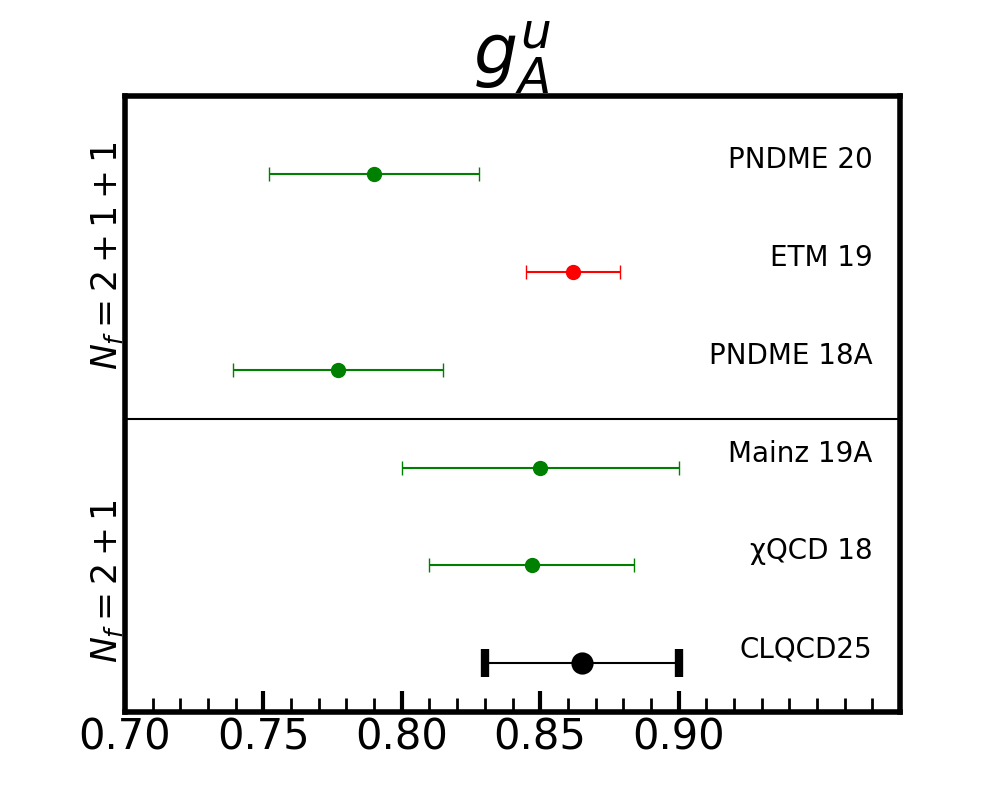 g_A^u
N_f = 2 + 1 + 1
PNDME 20
ETM 19
PNDME 18A
N_f = 2 + 1
Mainz 19A
χQCD 18
CLQCD25
0.70 0.75 0.80 0.85 0.90